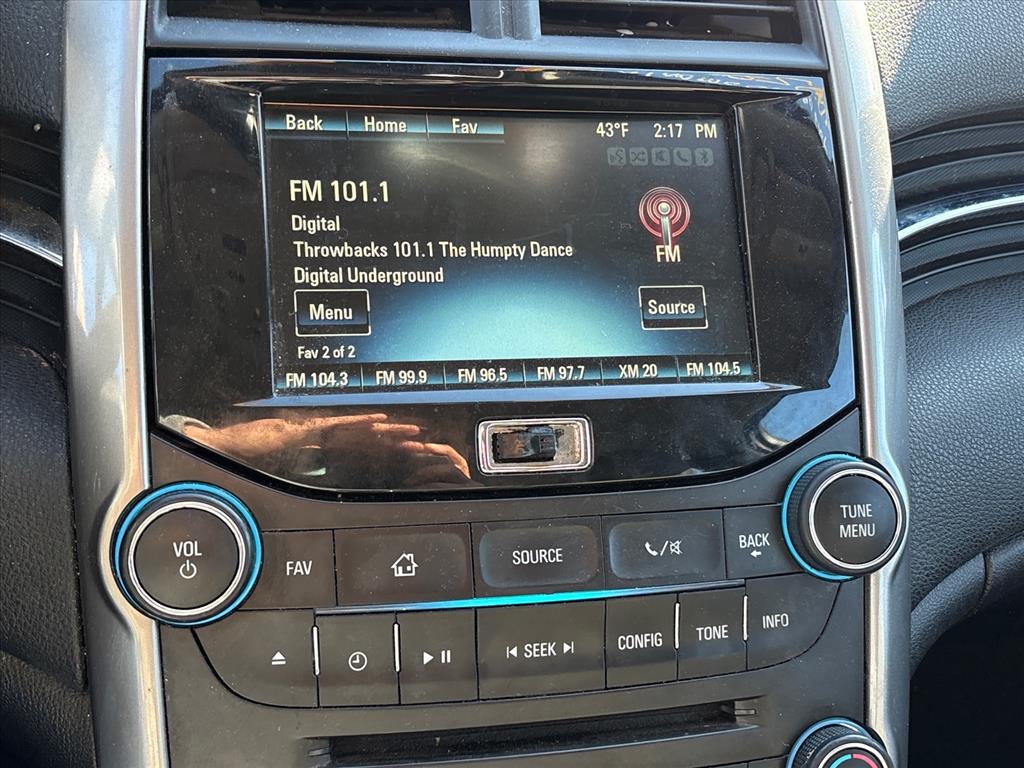 Back Home Fav 43°F 2:17 PM
FM 101.1
Digital
Throwbacks 101.1 The Humpty Dance
Digital Underground
FM
Menu
Source
Fav 2 of 2
FM 104.3 FM 99.9 FM 96.5 FM 97.7 XM 20 FM 104.5
VOL
FAV
SOURCE
BACK
TUNE
MENU
SEEK
CONFIG
TONE
INFO